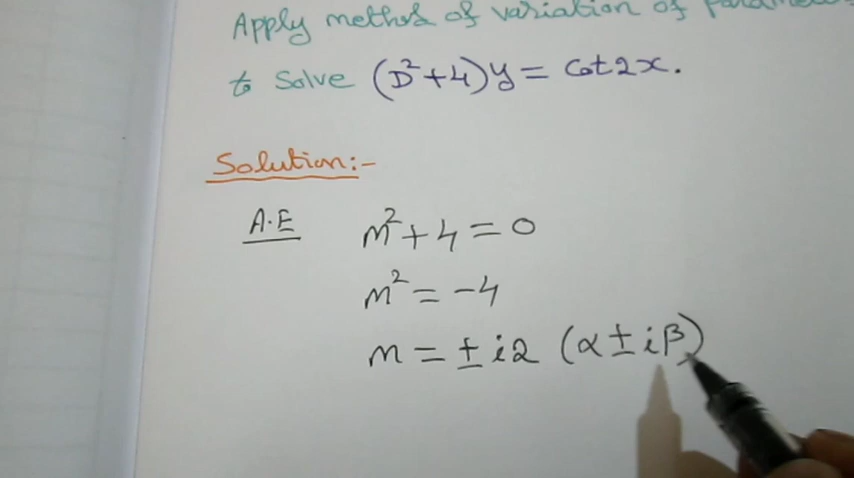 Apply method of variation of
to Solve (D²+4)y = Cot2x.
Solution:-
A.E m²+4=0
m² = -4
m = ±i2 (α±iβ)